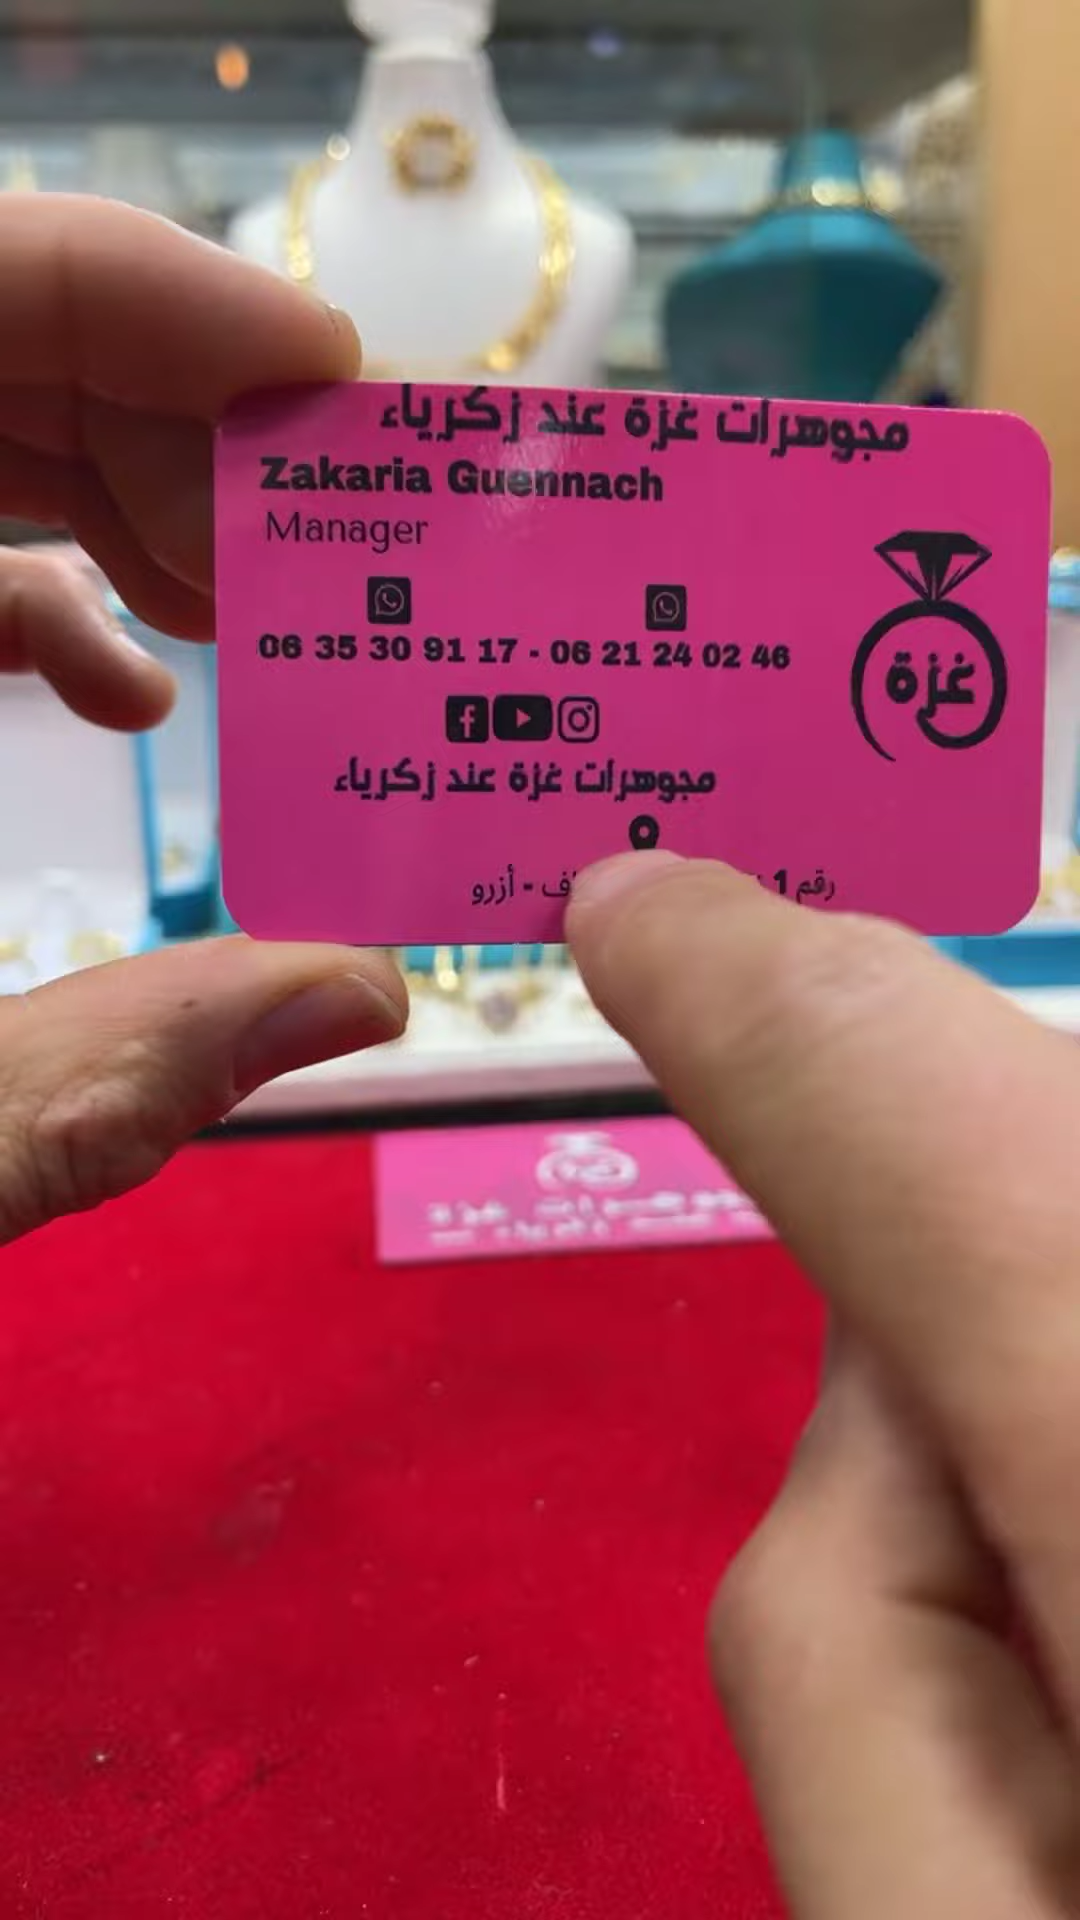 مجوهرات غزة عند زكرياء
Zakaria Guennach
Manager
06 35 30 91 17 - 06 21 24 02 46
غزة
مجوهرات غزة عند زكرياء
رقم 1 - أزرو